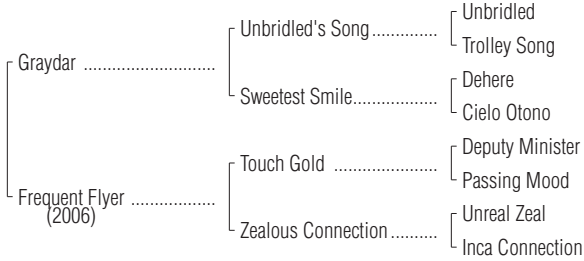 Unbridled
Unbridled's Song..............
Trolley Song
Graydar ............................
Dehere
Sweetest Smile..................
Cielo Otono
Deputy Minister
Touch Gold ......................
Passing Mood
Frequent Flyer ..................
(2006)
Unreal Zeal
Zealous Connection..........
Inca Connection